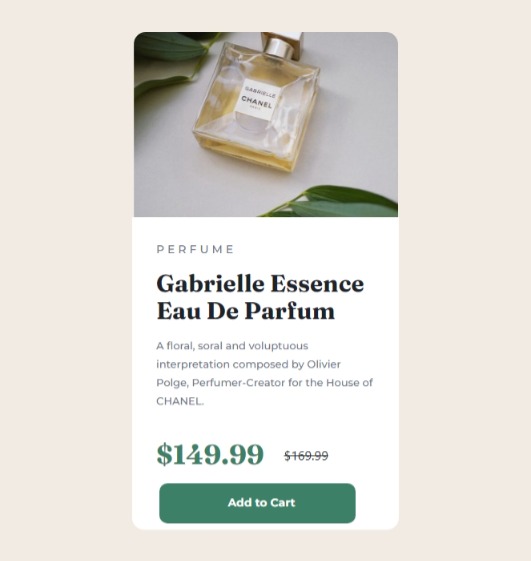 GABRIELLE
CHANEL
PARIS
PERFUME
Gabrielle Essence
Eau De Parfum
A floral, soral and voluptuous
interpretation composed by Olivier
Polge, Perfumer-Creator for the House of
CHANEL.
$149.99 $169.99
Add to Cart